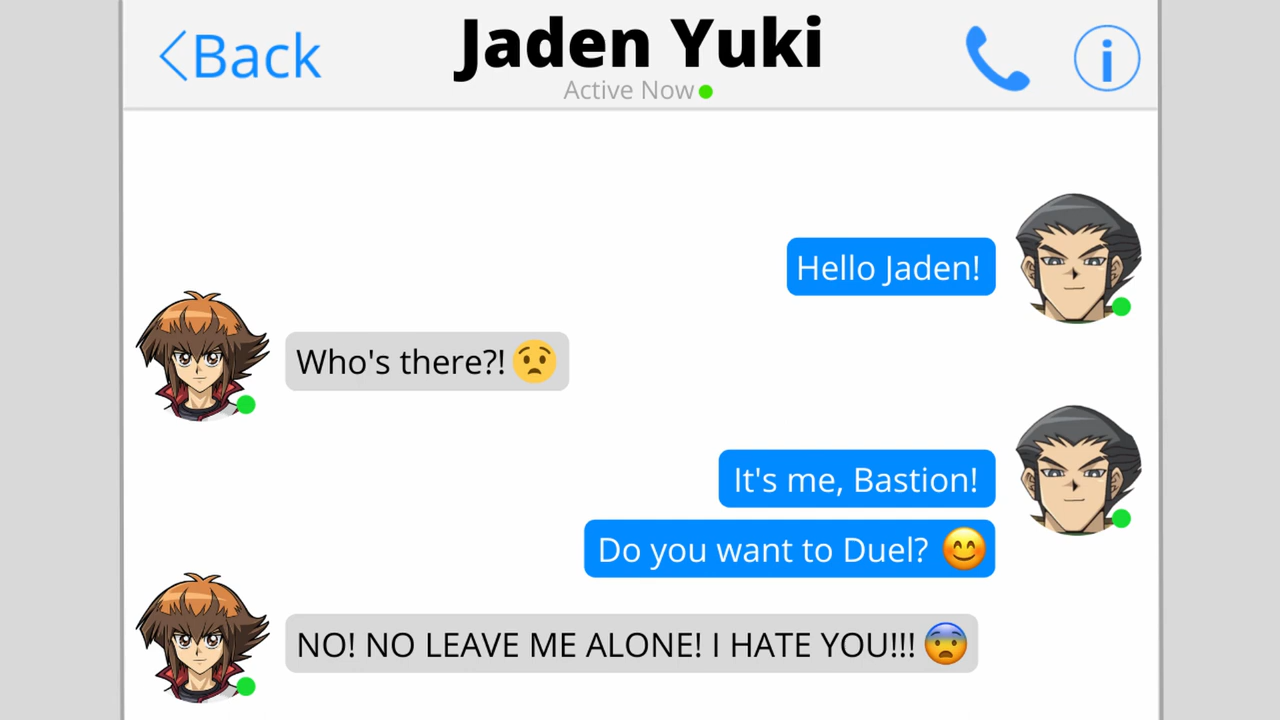 Back
Jaden Yuki
Active Now
Hello Jaden!
Who's there?! 😟
It's me, Bastion!
Do you want to Duel? 😊
NO! NO LEAVE ME ALONE! I HATE YOU!!! 😨